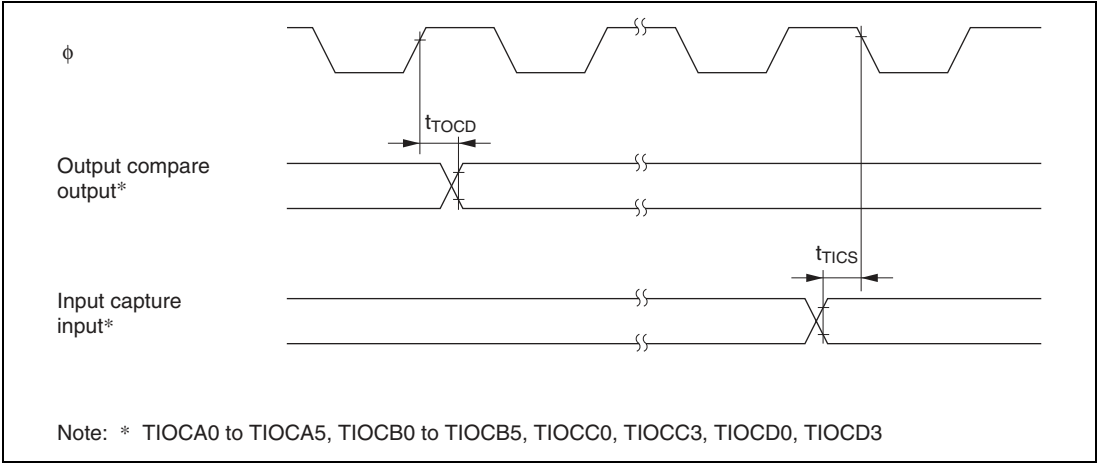 ϕ
tTOCD
Output compare
output*
tTICS
Input capture
input*
Note: * TIOCA0 to TIOCA5, TIOCB0 to TIOCB5, TIOCC0, TIOCC3, TIOCD0, TIOCD3